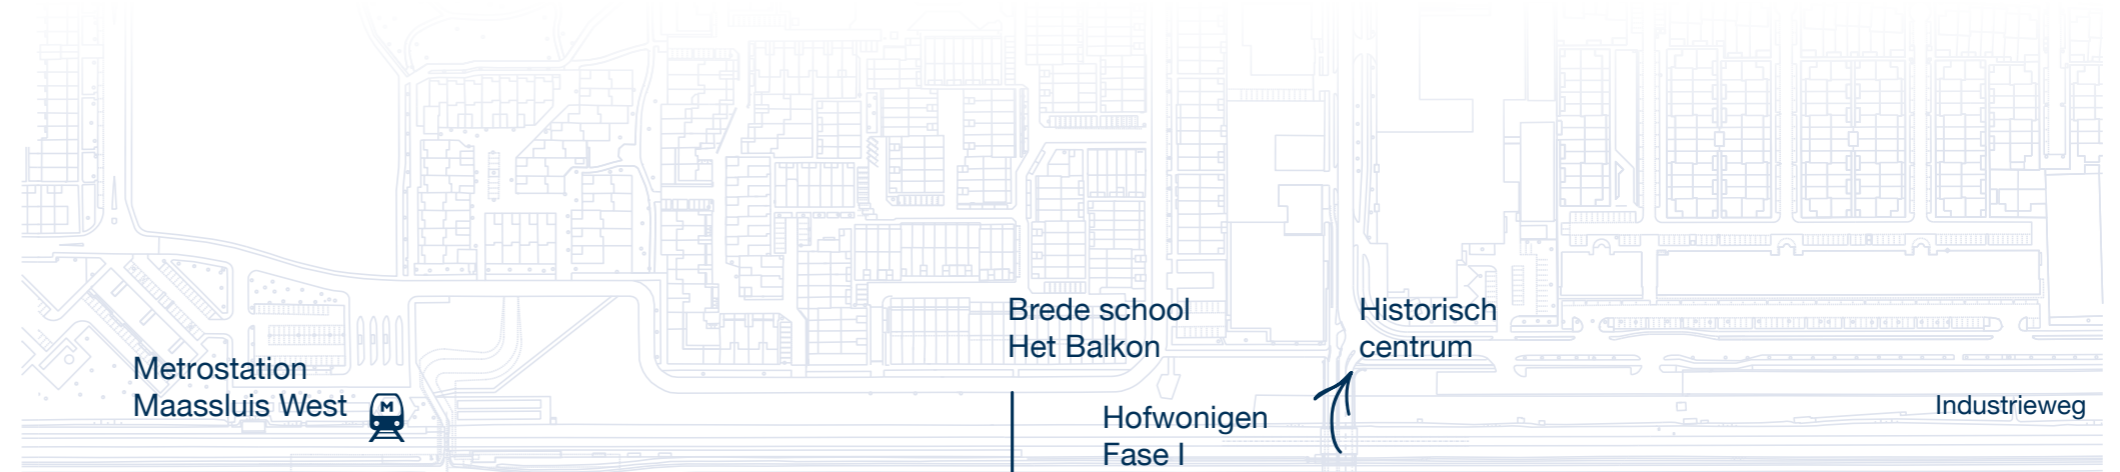 Brede school
Het Balkon
Historisch
centrum
Metrostation
Maassluis West
M
Industrieweg
Hofwonigen
Fase I